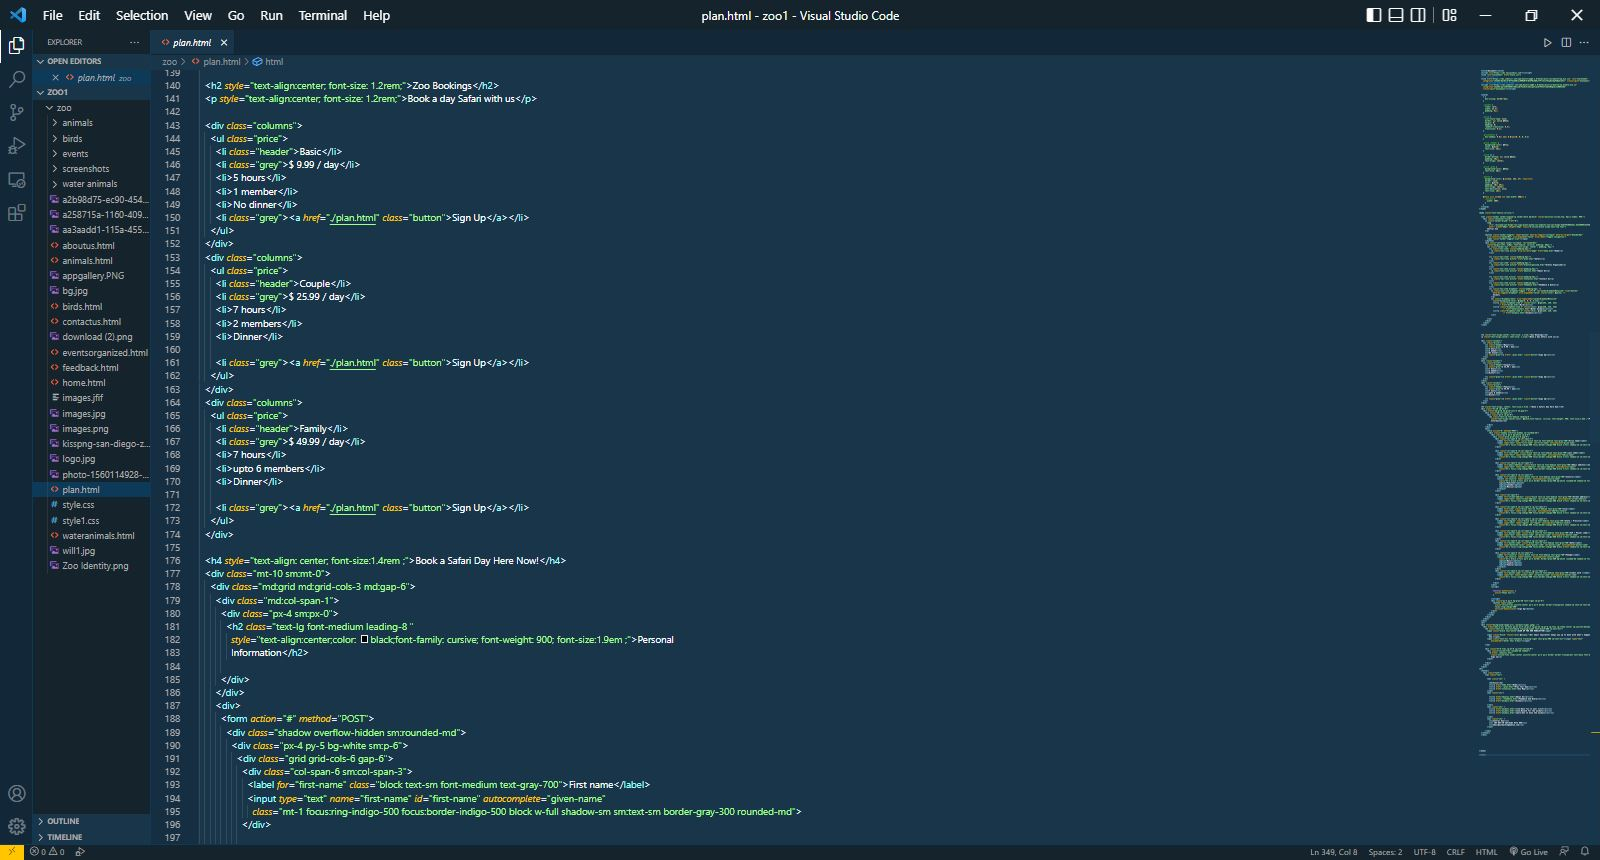 File Edit Selection View Go Run Terminal Help
plan.html - zoo1 - Visual Studio Code
EXPLORER
OPEN EDITORS
plan.html zoo
ZOO1
zoo
animals
birds
events
screenshots
water animals
a2b98d75-ec90-454...
a258715a-1160-409...
aa3aadd1-115a-455...
aboutus.html
animals.html
appgallery.PNG
bg.jpg
birds.html
contactus.html
download (2).png
eventsorganized.html
feedback.html
home.html
images.jfif
images.jpg
images.png
kisspng-san-diego-z...
logo.jpg
photo-1560114928-...
plan.html
style.css
style1.css
wateranimals.html
will1.jpg
Zoo Identity.png
OUTLINE
TIMELINE
plan.html
zoo > plan.html > html
139
140 <h2 style="text-align:center; font-size: 1.2rem;">Zoo Bookings</h2>
141 <p style="text-align:center; font-size: 1.2rem;">Book a day Safari with us</p>
142
143 <div class="columns">
144 <ul class="price">
145 <li class="header">Basic</li>
146 <li class="grey">$ 9.99 / day</li>
147 <li>5 hours</li>
148 <li>1 member</li>
149 <li>No dinner</li>
150 <li class="grey"><a href="./plan.html" class="button">Sign Up</a></li>
151 </ul>
152 </div>
153 <div class="columns">
154 <ul class="price">
155 <li class="header">Couple</li>
156 <li class="grey">$ 25.99 / day</li>
157 <li>7 hours</li>
158 <li>2 members</li>
159 <li>Dinner</li>
160
161 <li class="grey"><a href="./plan.html" class="button">Sign Up</a></li>
162 </ul>
163 </div>
164 <div class="columns">
165 <ul class="price">
166 <li class="header">Family</li>
167 <li class="grey">$ 49.99 / day</li>
168 <li>7 hours</li>
169 <li>upto 6 members</li>
170 <li>Dinner</li>
171
172 <li class="grey"><a href="./plan.html" class="button">Sign Up</a></li>
173 </ul>
174 </div>
175
176 <h4 style="text-align: center; font-size:1.4rem ;">Book a Safari Day Here Now!</h4>
177 <div class="mt-10 sm:mt-0">
178 <div class="md:grid md:grid-cols-3 md:gap-6">
179 <div class="md:col-span-1">
180 <div class="px-4 sm:px-0">
181 <h2 class="text-lg font-medium leading-8 "
182 style="text-align:center;color: black;font-family: cursive; font-weight: 900; font-size:1.9em ;">Personal
183 Information</h2>
184
185 </div>
186 </div>
187 <div>
188 <form action="#" method="POST">
189 <div class="shadow overflow-hidden sm:rounded-md">
190 <div class="px-4 py-5 bg-white sm:p-6">
191 <div class="grid grid-cols-6 gap-6">
192 <div class="col-span-6 sm:col-span-3">
193 <label for="first-name" class="block text-sm font-medium text-gray-700">First name</label>
194 <input type="text" name="first-name" id="first-name" autocomplete="given-name"
195 class="mt-1 focus:ring-indigo-500 focus:border-indigo-500 block w-full shadow-sm sm:text-sm border-gray-300 rounded-md">
196 </div>
197
0 0
Ln 349, Col 8 Spaces: 2 UTF-8 CRLF HTML Go Live